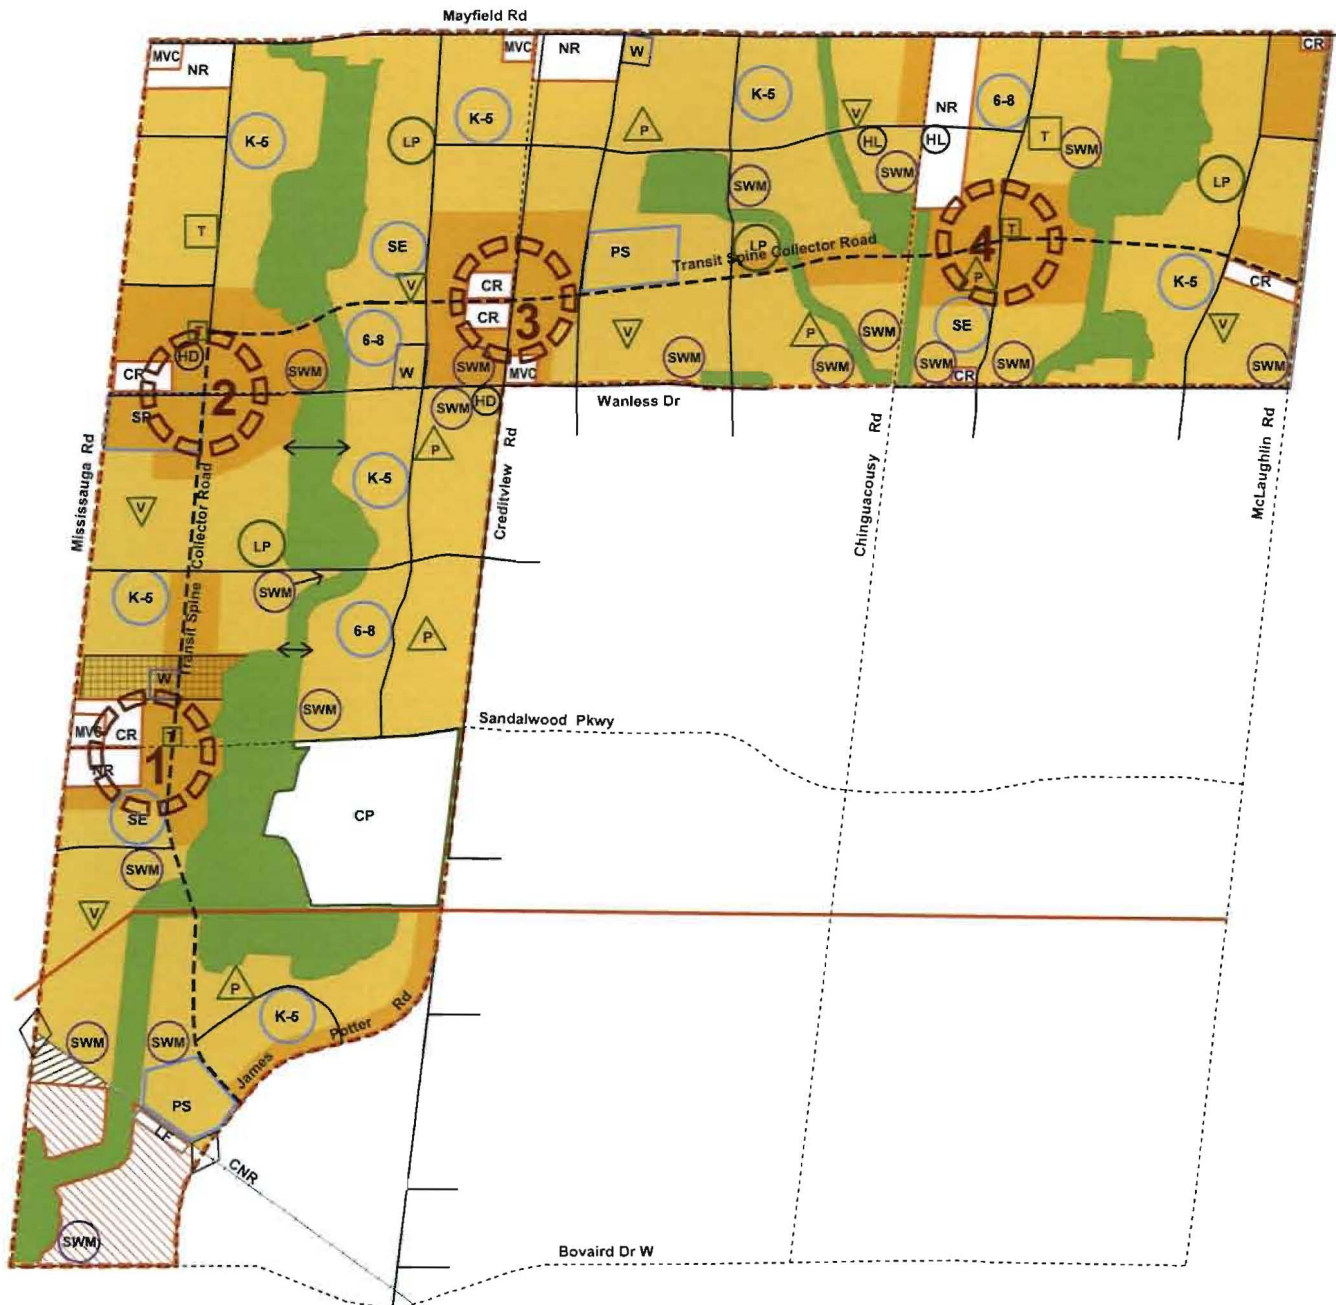 Mayfield Rd
MVC
NR
MVC
NR
W
NR
CR
K-5
K-5
K-5
6-8
V
P
LP
HL
HL
T
SWM
SWM
SWM
LP
T
SE
PS
LP
Transit Spine Collector Road
T
4
P
V
CR
CR
3
K-5
CR
T
HD
6-8
V
P
SWM
SE
V
CR
2
SWM
W
SWM
MVC
SWM
SWM
SWM
SWM
CR
SWM
Wanless Dr
SP
SWM
HD
P
Mississauga Rd
Transit Spine Collector Road
K-5
Creditview Rd
Chinguacousy Rd
McLaughlin Rd
V
LP
K-5
SWM
6-8
P
W
SWM
Sandalwood Pkwy
MVC
CR
T
NR
1
SE
CP
SWM
V
P
K-5
James Potter Rd
SWM
SWM
PS
LF
CNR
SWM
Bovaird Dr W